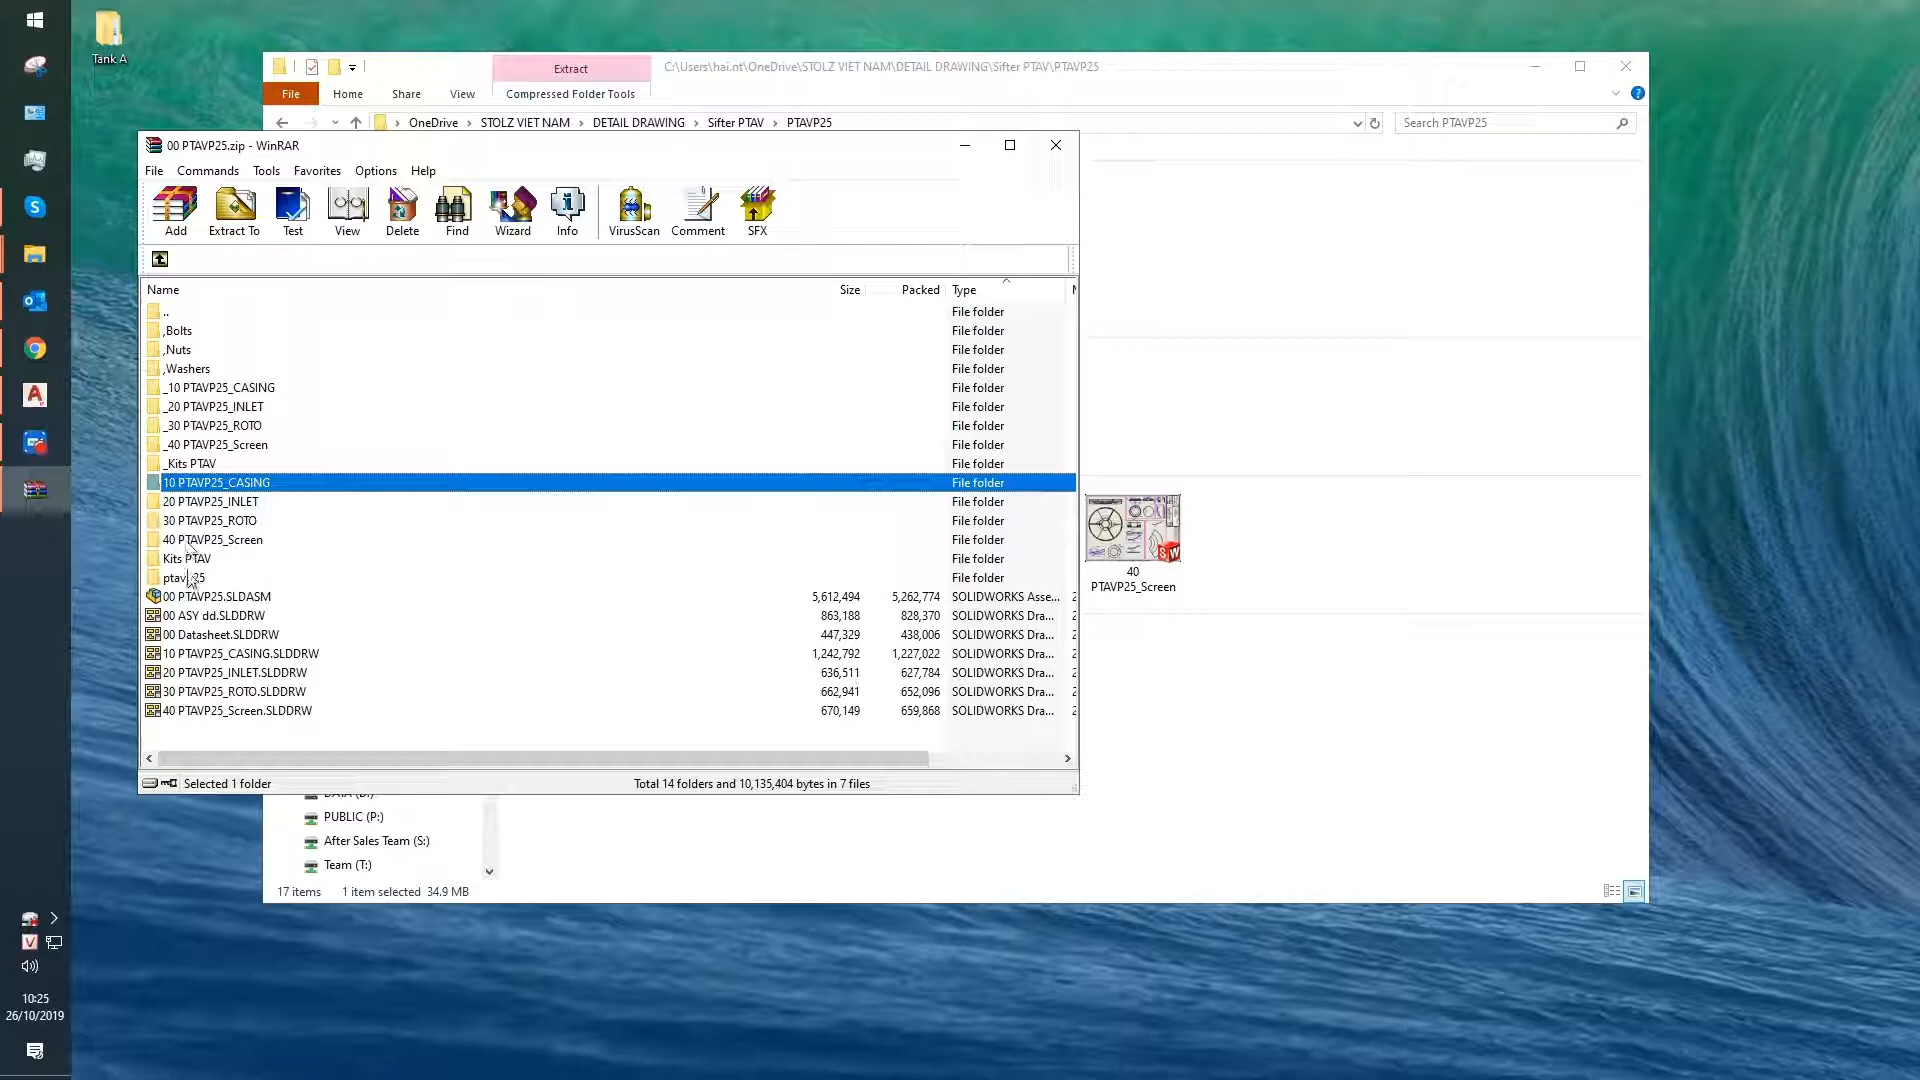 Tank A
Extract
C:\Users\hai.nt\OneDrive\STOLZ VIET NAM\DETAIL DRAWING\Sifter PTAV\PTAVP25
File Home Share View Compressed Folder Tools
OneDrive STOLZ VIET NAM DETAIL DRAWING Sifter PTAV PTAVP25
Search PTAVP25
00 PTAVP25.zip - WinRAR
File Commands Tools Favorites Options Help
Add Extract To Test View Delete Find Wizard Info VirusScan Comment SFX
Name Size Packed Type
.. File folder
,Bolts File folder
,Nuts File folder
,Washers File folder
_10 PTAVP25_CASING File folder
_20 PTAVP25_INLET File folder
_30 PTAVP25_ROTO File folder
_40 PTAVP25_Screen File folder
_Kits PTAV File folder
10 PTAVP25_CASING File folder
20 PTAVP25_INLET File folder
30 PTAVP25_ROTO File folder
40 PTAVP25_Screen File folder
Kits PTAV File folder
ptavp25 File folder
00 PTAVP25.SLDASM 5,612,494 5,262,774 SOLIDWORKS Asse...
00 ASY dd.SLDDRW 863,188 828,370 SOLIDWORKS Dra...
00 Datasheet.SLDDRW 447,329 438,006 SOLIDWORKS Dra...
10 PTAVP25_CASING.SLDDRW 1,242,792 1,227,022 SOLIDWORKS Dra...
20 PTAVP25_INLET.SLDDRW 636,511 627,784 SOLIDWORKS Dra...
30 PTAVP25_ROTO.SLDDRW 662,941 652,096 SOLIDWORKS Dra...
40 PTAVP25_Screen.SLDDRW 670,149 659,868 SOLIDWORKS Dra...
Selected 1 folder Total 14 folders and 10,135,404 bytes in 7 files
40
PTAVP25_Screen
DATA (D:)
PUBLIC (P:)
After Sales Team (S:)
Team (T:)
17 items 1 item selected 34.9 MB
10:25
26/10/2019